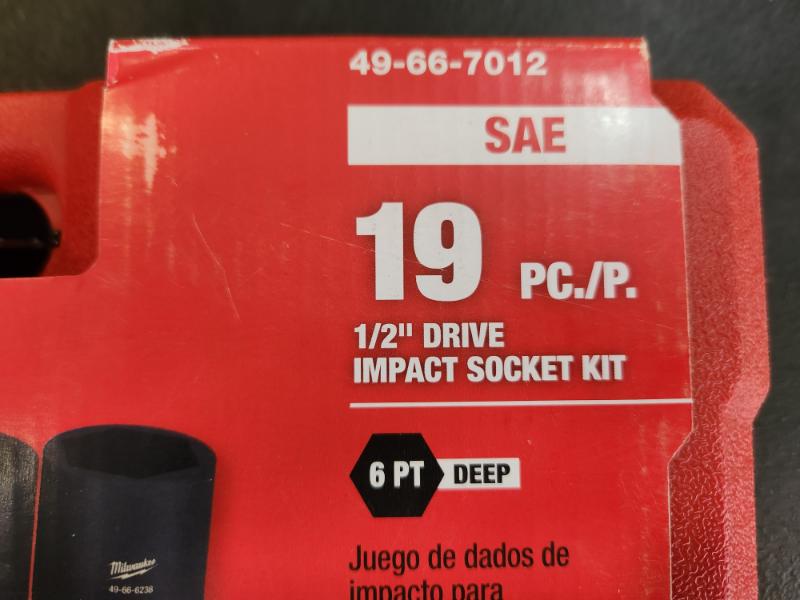 49-66-7012
SAE
19 PC./P.
1/2" DRIVE
IMPACT SOCKET KIT
6 PT DEEP
Juego de dados de
impacto para
Milwaukee
49-66-6238